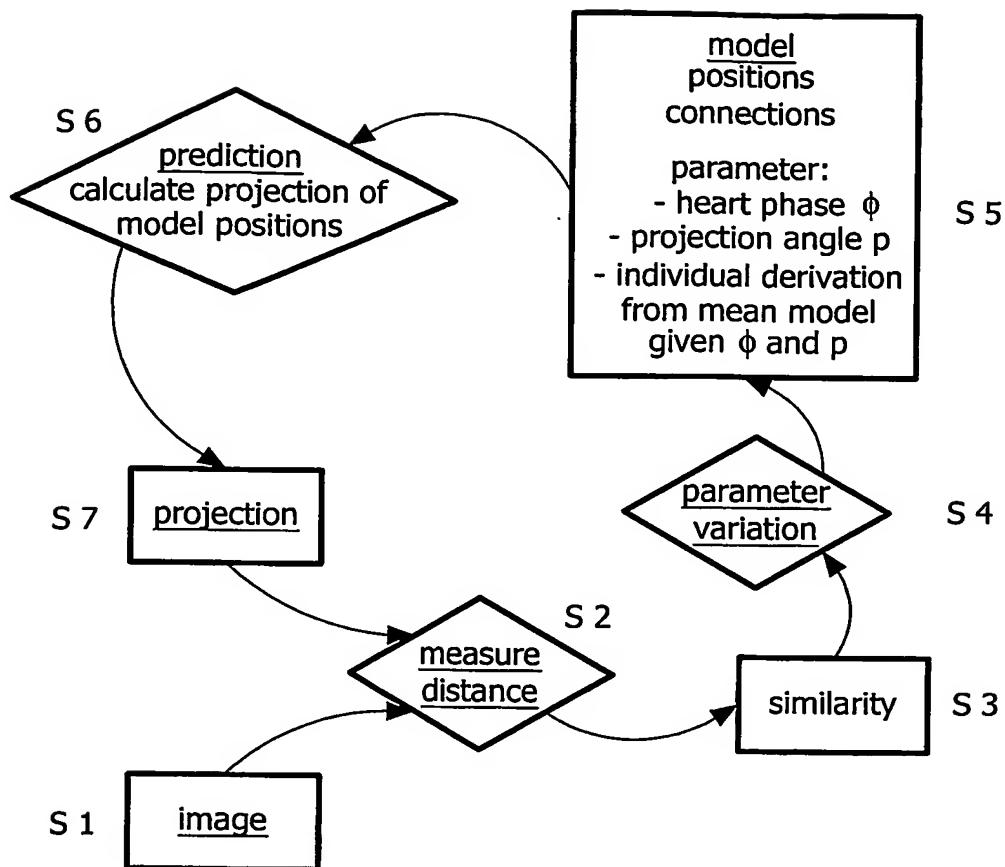 model
positions
connections
parameter:
- heart phase ϕ
- projection angle p
- individual derivation
from mean model
given ϕ and p
S 5
S 6
prediction
calculate projection of
model positions
S 7
projection
parameter
variation
S 4
S 2
measure
distance
similarity
S 3
S 1
image